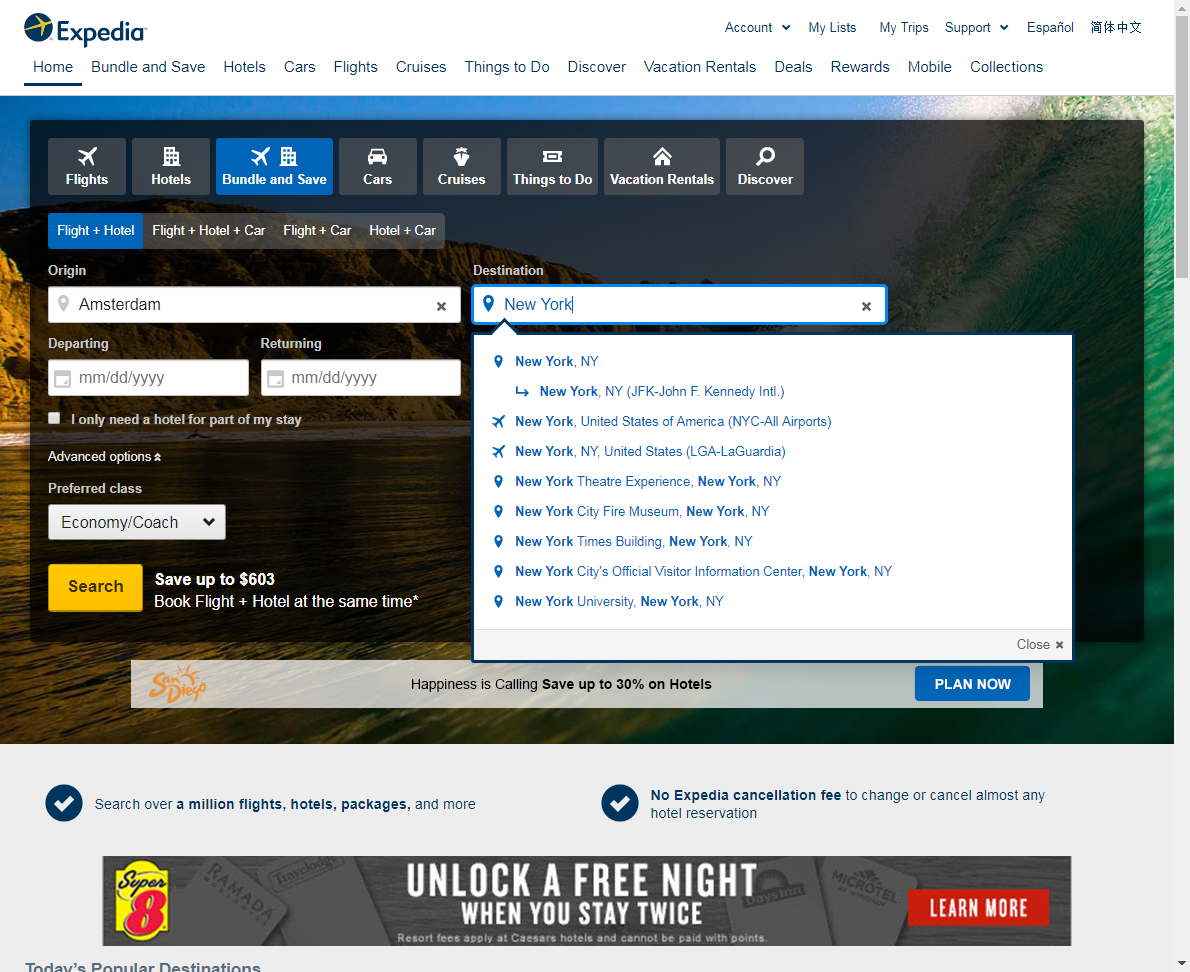 Expedia
Account My Lists My Trips Support Español 简体中文
Home Bundle and Save Hotels Cars Flights Cruises Things to Do Discover Vacation Rentals Deals Rewards Mobile Collections
Flights Hotels Bundle and Save Cars Cruises Things to Do Vacation Rentals Discover
Flight + Hotel Flight + Hotel + Car Flight + Car Hotel + Car
Origin Destination
Amsterdam New York
Departing Returning
mm/dd/yyyy mm/dd/yyyy
I only need a hotel for part of my stay
Advanced options
Preferred class
Economy/Coach
Search
Save up to $603
Book Flight + Hotel at the same time*
New York, NY
New York, NY (JFK-John F. Kennedy Intl.)
New York, United States of America (NYC-All Airports)
New York, NY, United States (LGA-LaGuardia)
New York Theatre Experience, New York, NY
New York City Fire Museum, New York, NY
New York Times Building, New York, NY
New York City's Official Visitor Information Center, New York, NY
New York University, New York, NY
Close
San Diego
Happiness is Calling Save up to 30% on Hotels
PLAN NOW
Search over a million flights, hotels, packages, and more
No Expedia cancellation fee to change or cancel almost any
hotel reservation
Super 8
RAMADA
Travelodge
UNLOCK A FREE NIGHT
WHEN YOU STAY TWICE
Resort fees apply at Caesars hotels and cannot be paid with points.
Days Inn
MICROTEL
BY WYNDHAM
LEARN MORE
Today's Popular Destinations